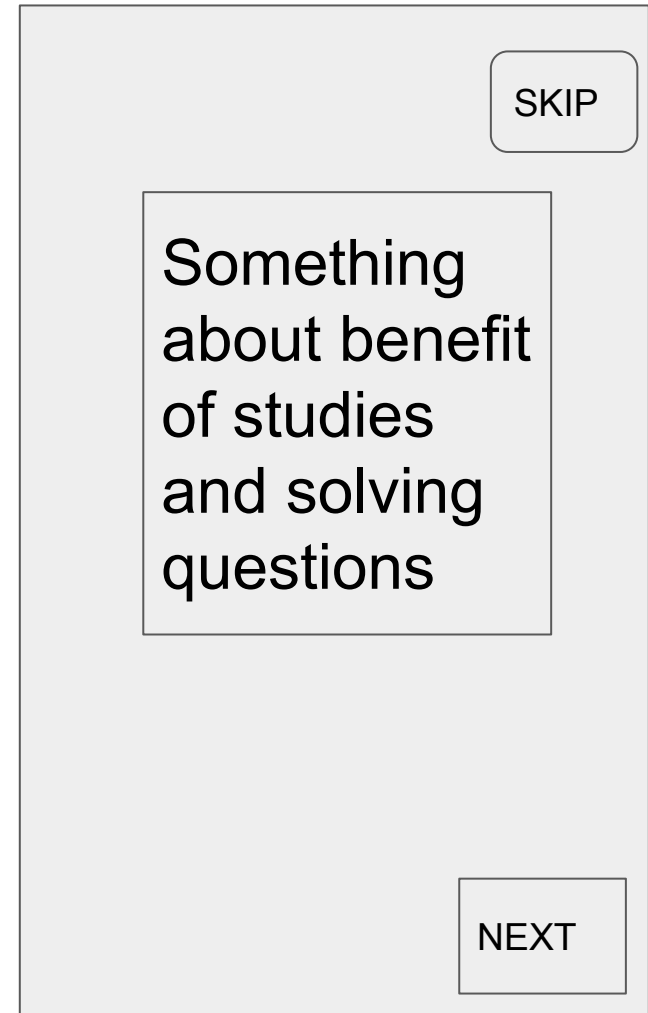 SKIP
Something
about benefit
of studies
and solving
questions
NEXT